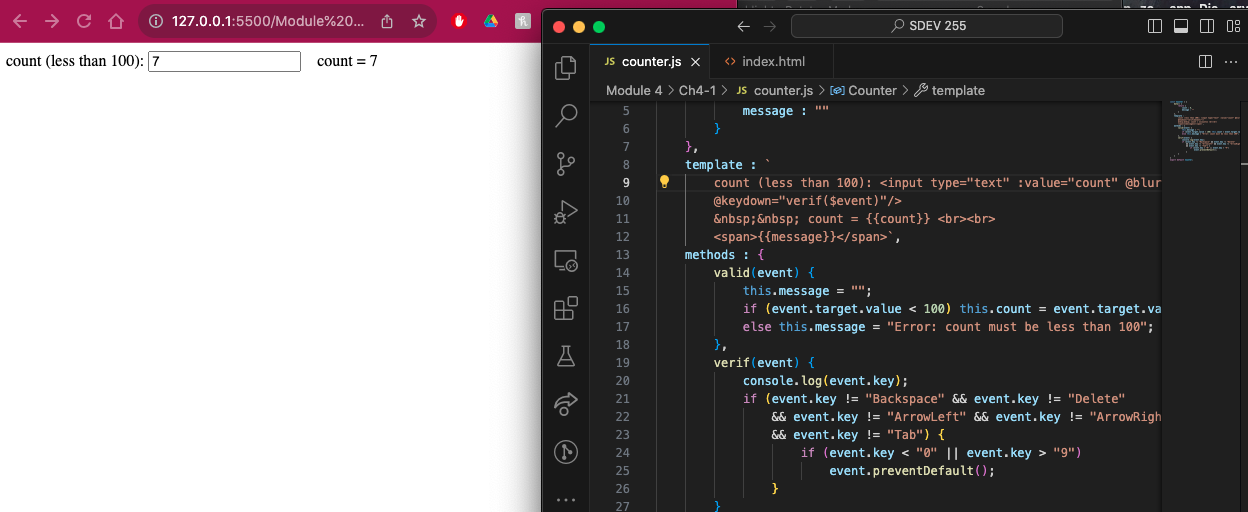 127.0.0.1:5500/Module%20...
count (less than 100): 7 count = 7
SDEV 255
JS counter.js
<> index.html
Module 4 > Ch4-1 > JS counter.js > Counter > template
5 message : ""
6 }
7 },
8 template : `
9 count (less than 100): <input type="text" :value="count" @blur
10 @keydown="verif($event)"/>
11 &nbsp;&nbsp; count = {{count}} <br><br>
12 <span>{{message}}</span>`,
13 methods : {
14 valid(event) {
15 this.message = "";
16 if (event.target.value < 100) this.count = event.target.va
17 else this.message = "Error: count must be less than 100";
18 },
19 verif(event) {
20 console.log(event.key);
21 if (event.key != "Backspace" && event.key != "Delete"
22 && event.key != "ArrowLeft" && event.key != "ArrowRigh
23 && event.key != "Tab") {
24 if (event.key < "0" || event.key > "9")
25 event.preventDefault();
26 }
27 }